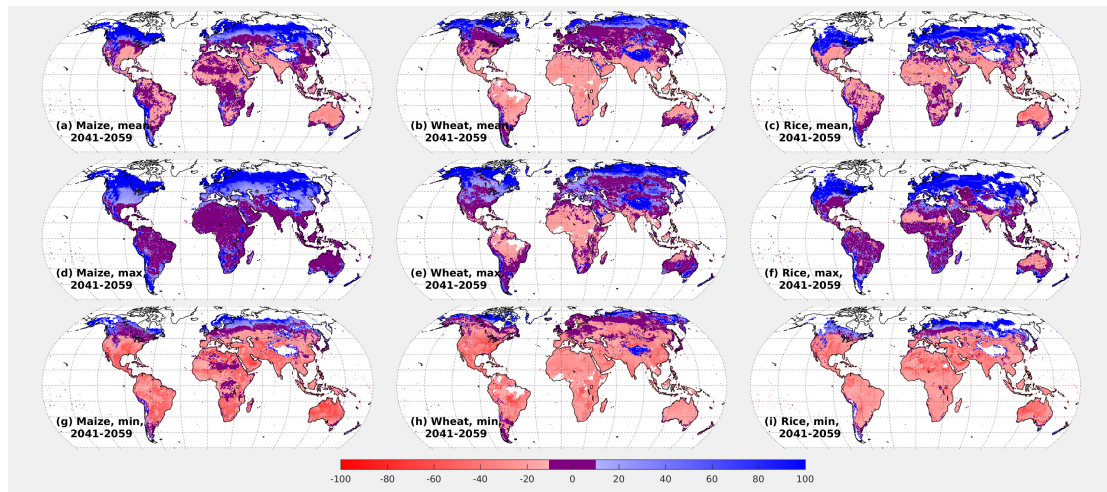 (a) Maize, mean,
2041-2059
(b) Wheat, mean,
2041-2059
(c) Rice, mean,
2041-2059
(d) Maize, max,
2041-2059
(e) Wheat, max,
2041-2059
(f) Rice, max,
2041-2059
(g) Maize, min,
2041-2059
(h) Wheat, min,
2041-2059
(i) Rice, min,
2041-2059
-100 -80 -60 -40 -20 0 20 40 60 80 100